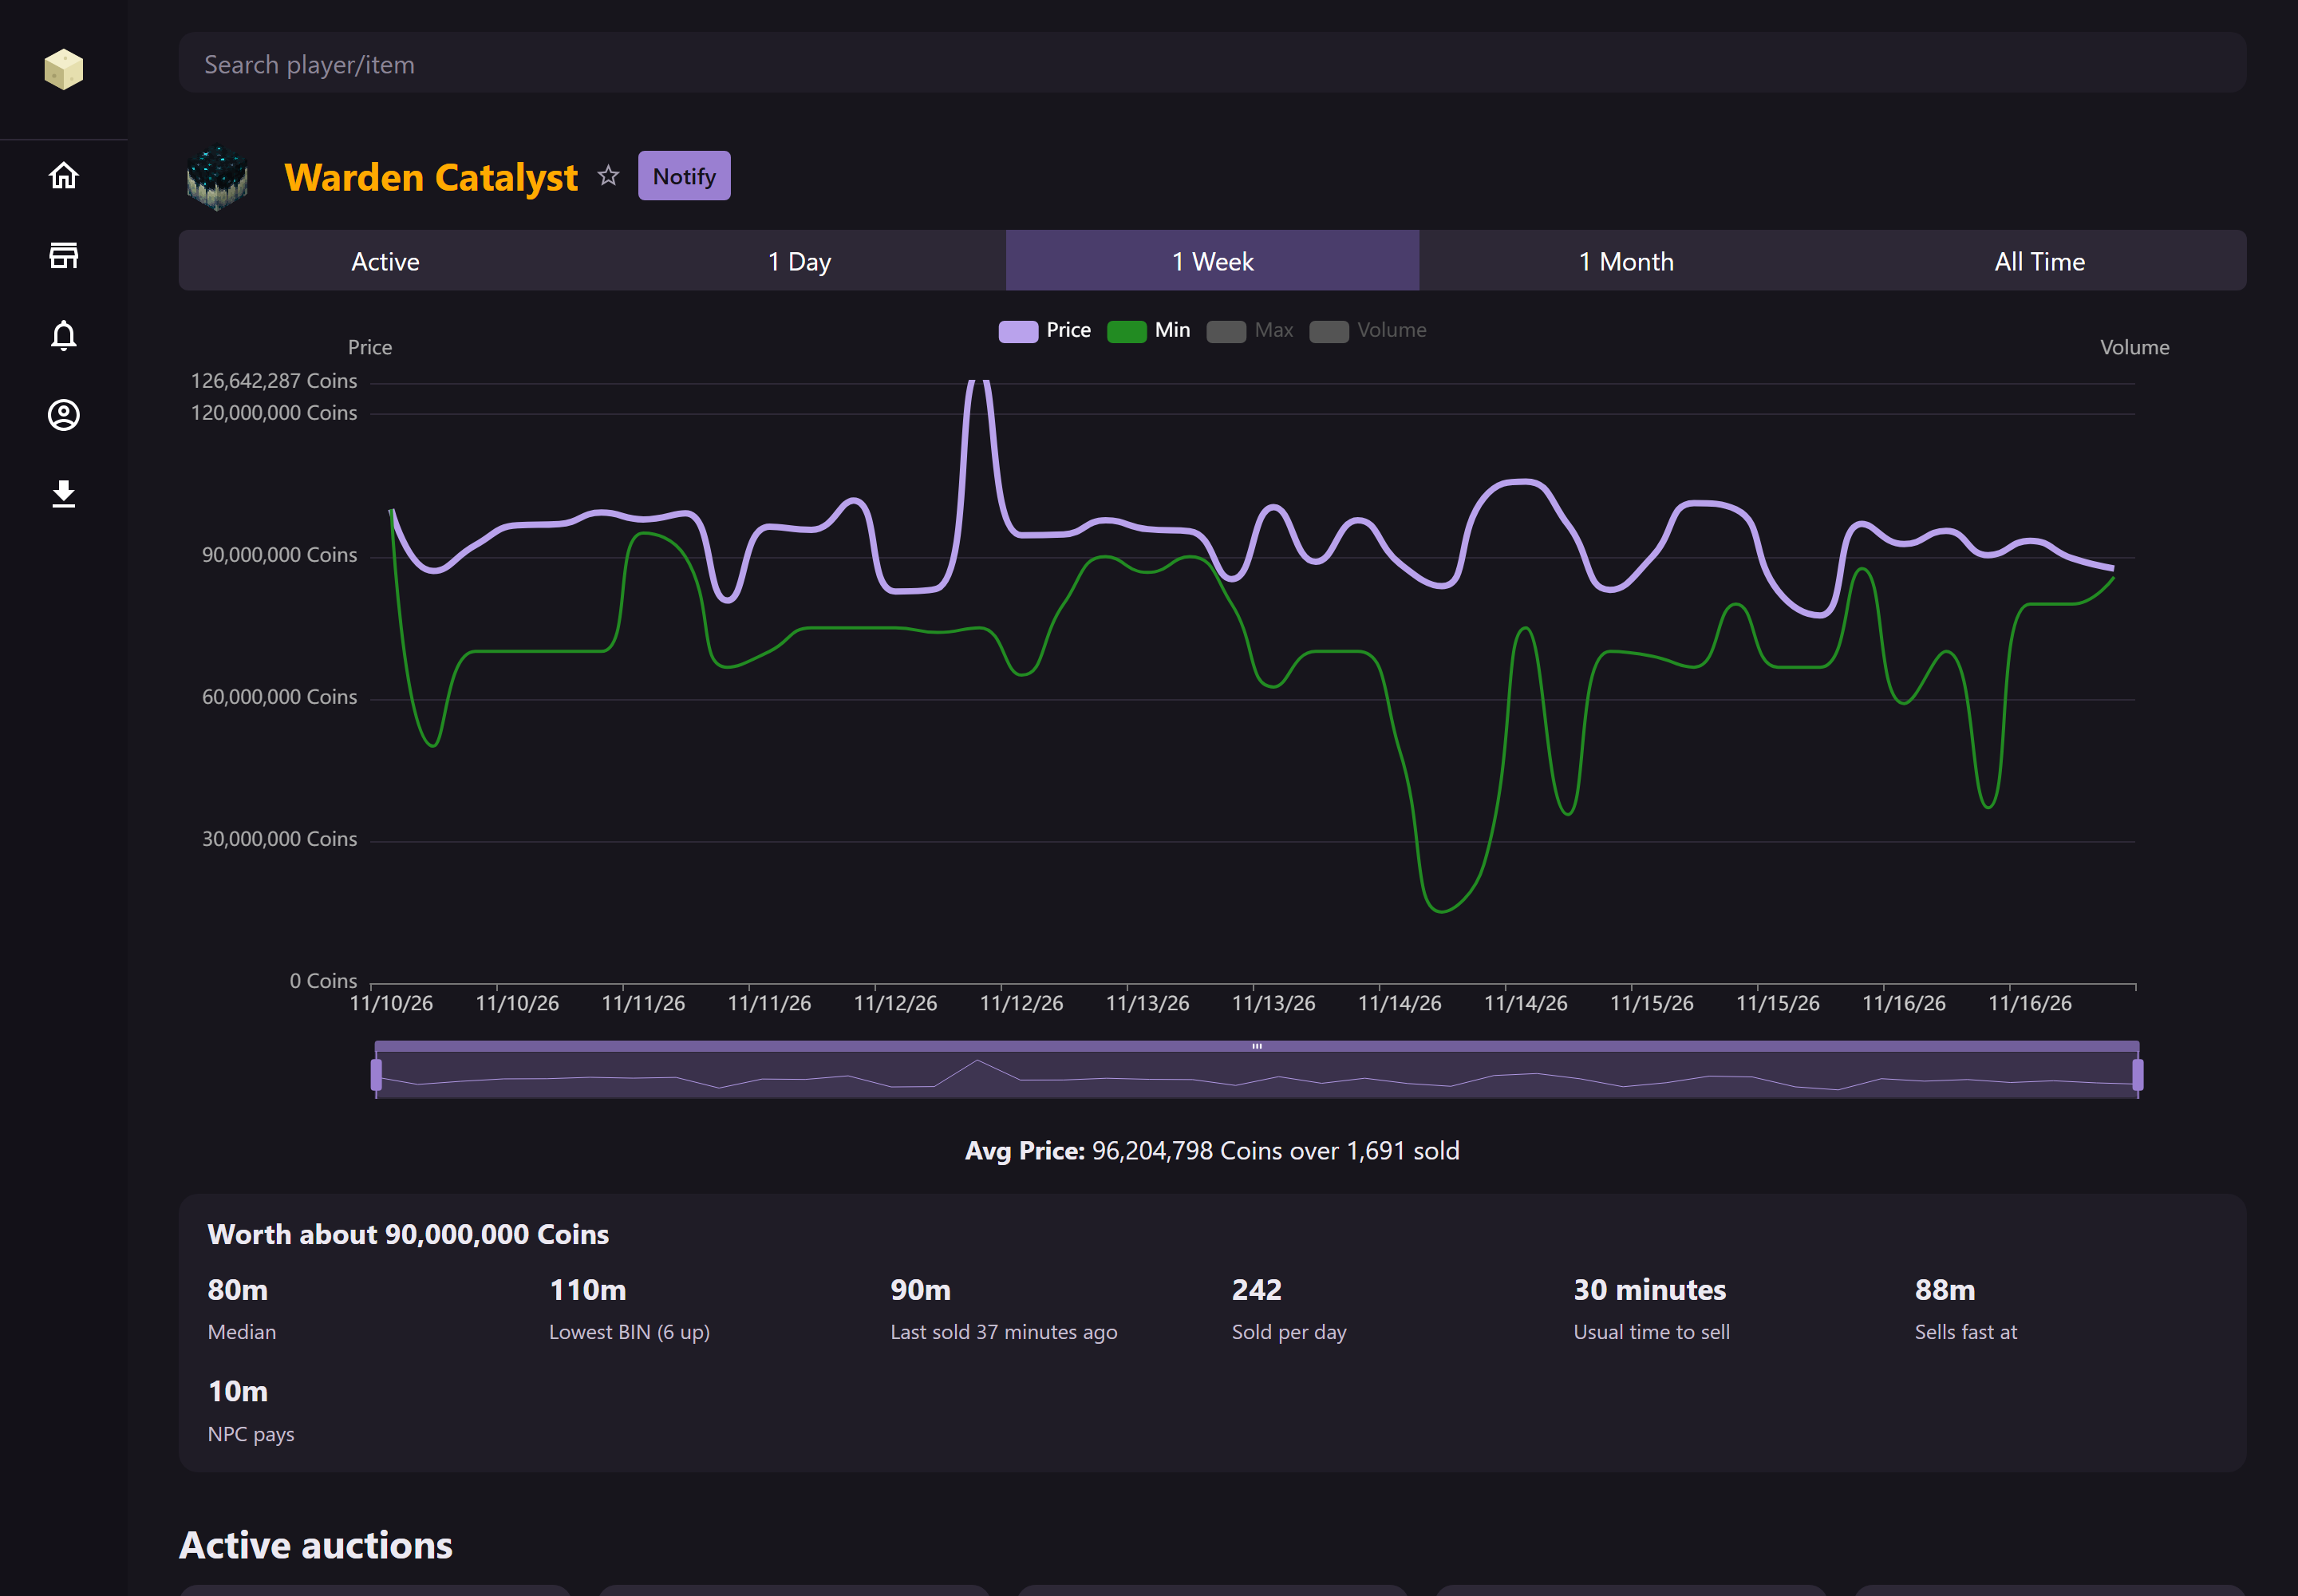 Search player/item
Warden Catalyst
Notify
Active
1 Day
1 Week
1 Month
All Time
Price
Min
Max
Volume
Price
Volume
126,642,287 Coins
120,000,000 Coins
90,000,000 Coins
60,000,000 Coins
30,000,000 Coins
0 Coins
11/10/26 11/10/26 11/11/26 11/11/26 11/12/26 11/12/26 11/13/26 11/13/26 11/14/26 11/14/26 11/15/26 11/15/26 11/16/26 11/16/26
Avg Price: 96,204,798 Coins over 1,691 sold
Worth about 90,000,000 Coins
80m
Median
110m
Lowest BIN (6 up)
90m
Last sold 37 minutes ago
242
Sold per day
30 minutes
Usual time to sell
88m
Sells fast at
10m
NPC pays
Active auctions